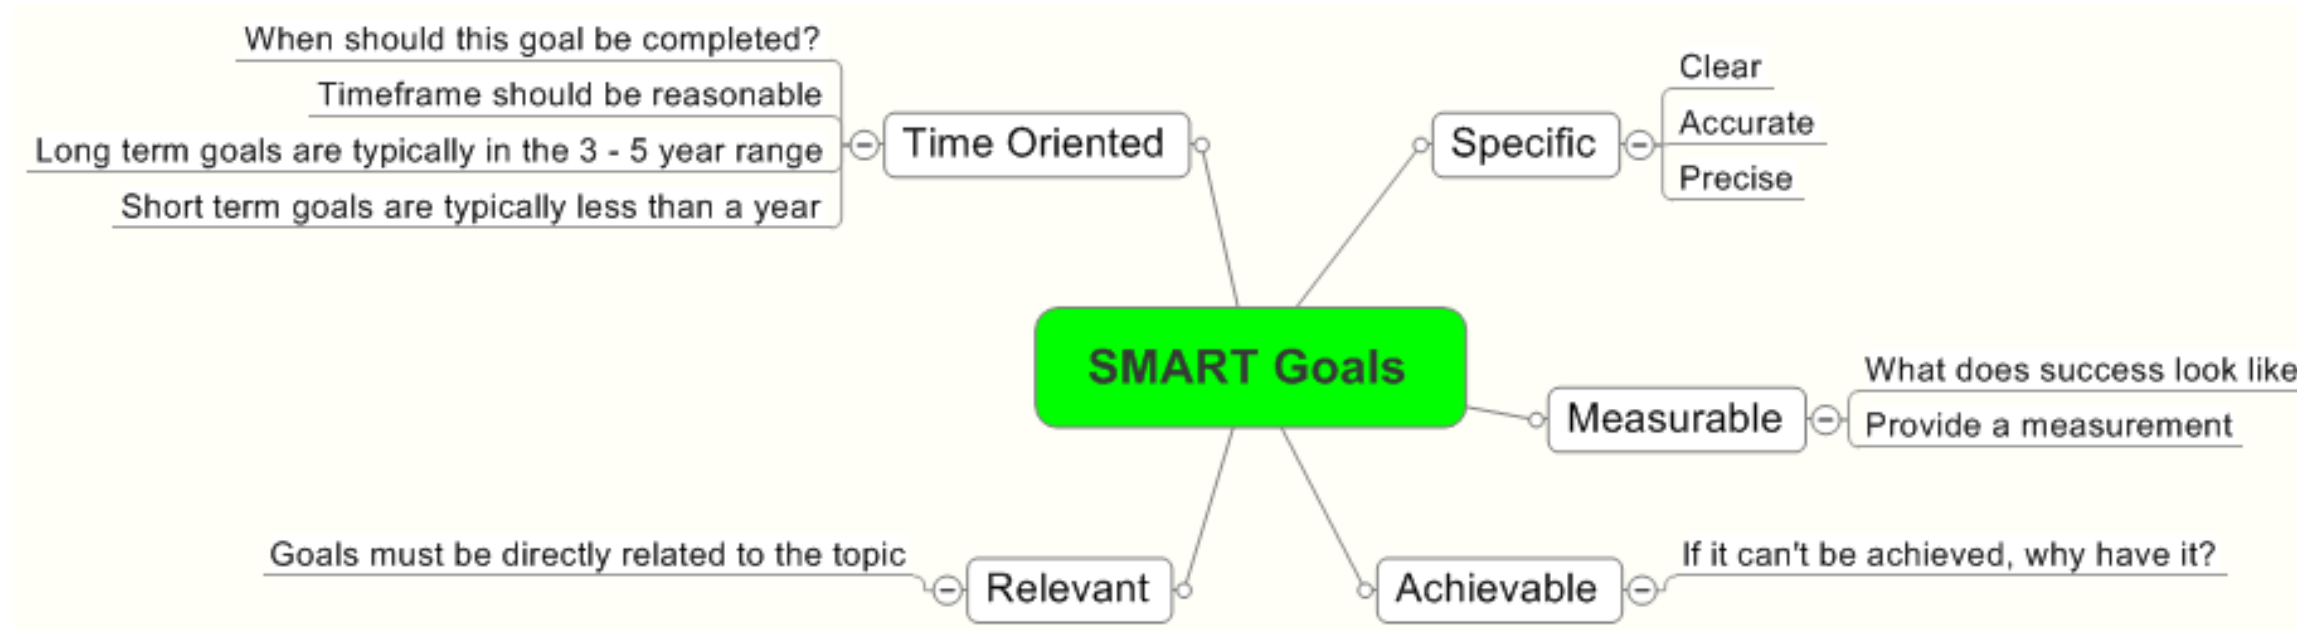 SMART Goals
Specific
Clear
Accurate
Precise
Measurable
What does success look like
Provide a measurement
Achievable
If it can't be achieved, why have it?
Relevant
Goals must be directly related to the topic
Time Oriented
When should this goal be completed?
Timeframe should be reasonable
Long term goals are typically in the 3 - 5 year range
Short term goals are typically less than a year